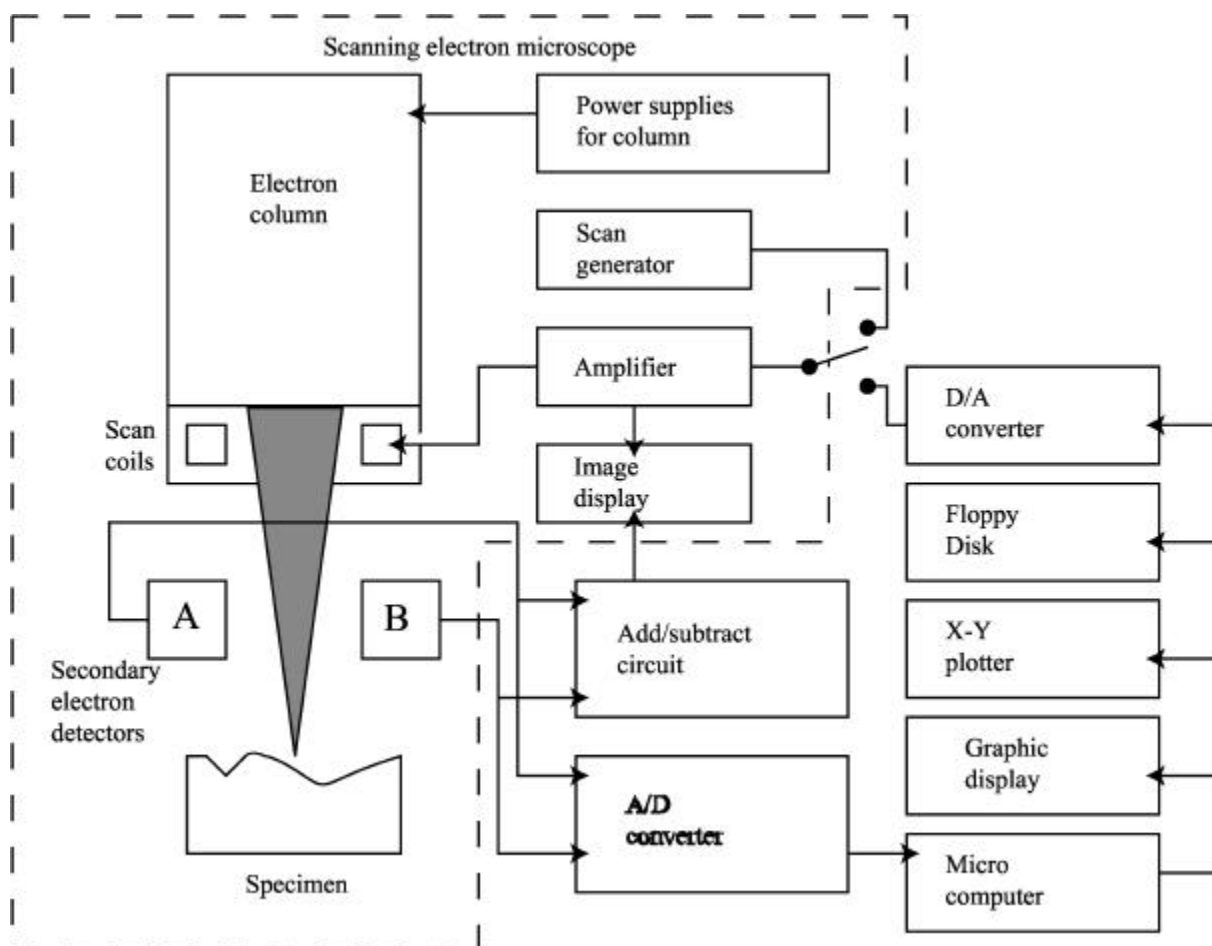 Scanning electron microscope
Power supplies
for column
Electron
column
Scan
generator
Amplifier
D/A
converter
Scan
coils
Image
display
Floppy
Disk
A
B
Add/subtract
circuit
X-Y
plotter
Secondary
electron
detectors
Graphic
display
A/D
converter
Micro
computer
Specimen